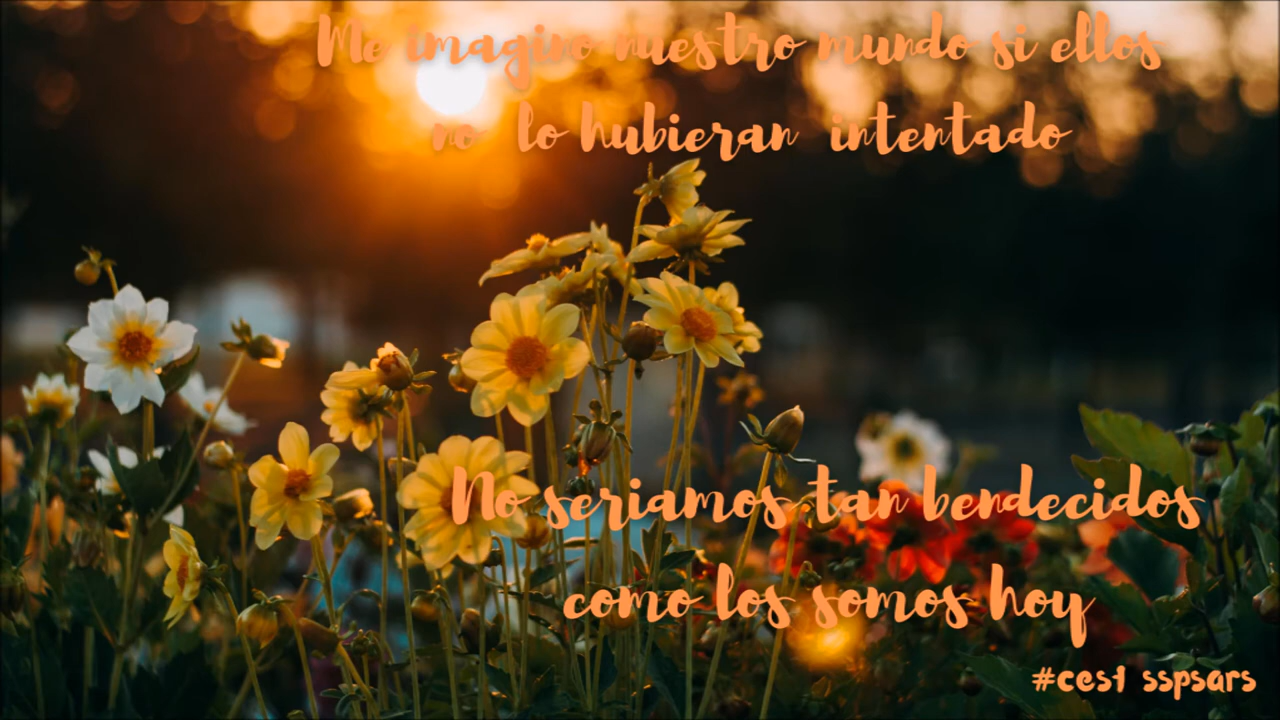 Me imagino nuestro mundo si ellos
no lo hubieran intentado
No seriamos tan bendecidos
como los somos hoy
#ces1 sspsars